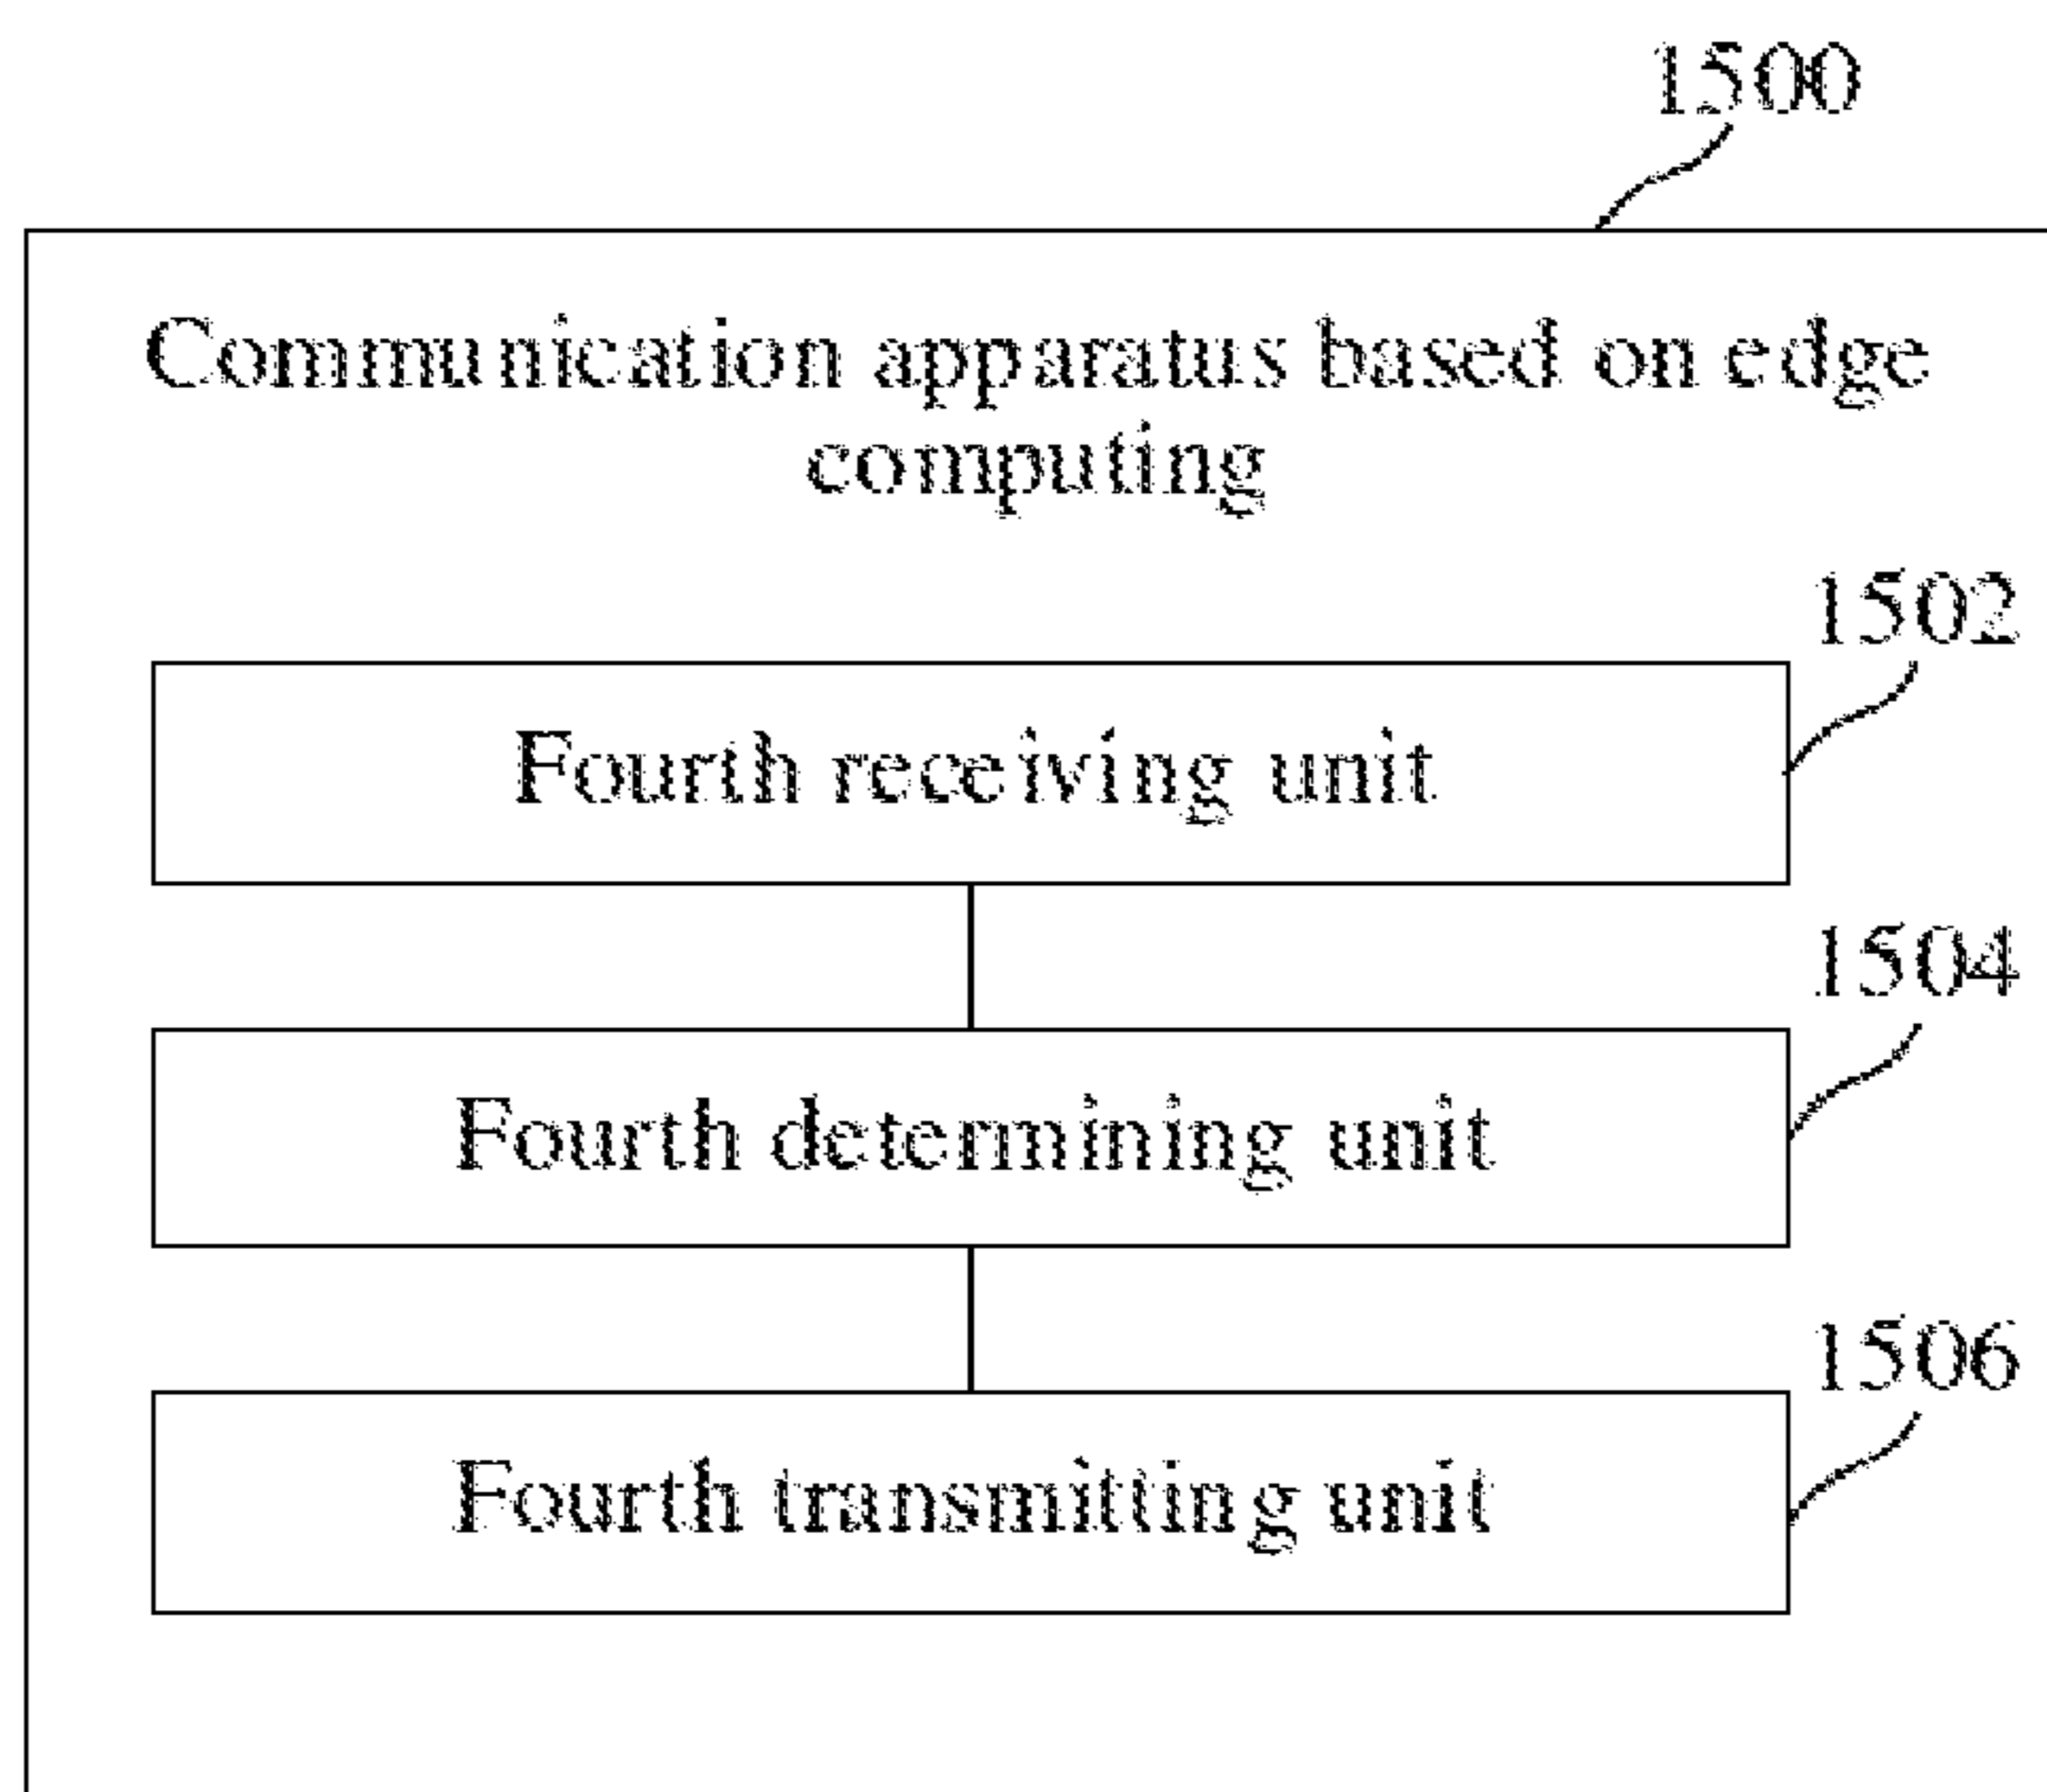 1500
Communication apparatus based on edge
computing
1502
Fourth receiving unit
1504
Fourth determining unit
1506
Fourth transmitting unit